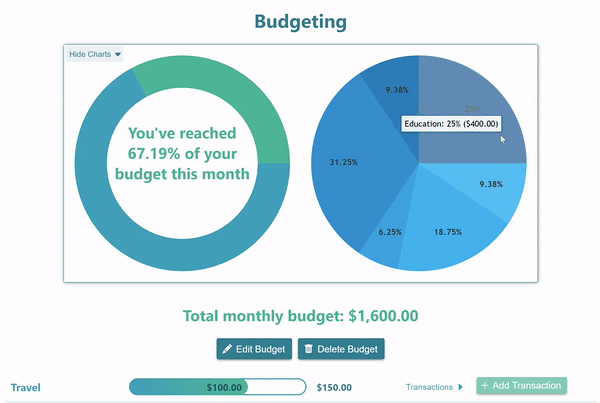 Budgeting
Hide Charts
You've reached
67.19% of your
budget this month
9.38%
25%
Education: 25% ($400.00)
31.25%
9.38%
6.25%
18.75%
Total monthly budget: $1,600.00
Edit Budget
Delete Budget
Travel
$100.00
$150.00
Transactions
+ Add Transaction